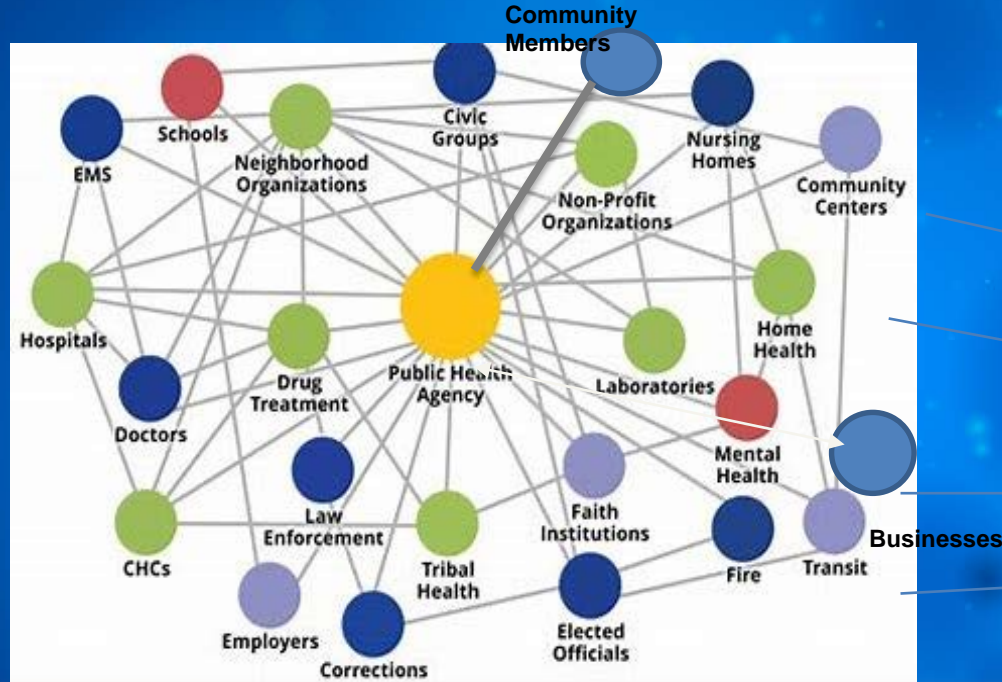 Community
Members
Schools
Civic
Groups
Nursing
Homes
EMS
Neighborhood
Organizations
Non-Profit
Organizations
Community
Centers
Hospitals
Drug
Treatment
Public Health
Agency
Laboratories
Home
Health
Doctors
Mental
Health
Law
Enforcement
Faith
Institutions
CHCs
Tribal
Health
Fire
Transit
Businesses
Employers
Corrections
Elected
Officials